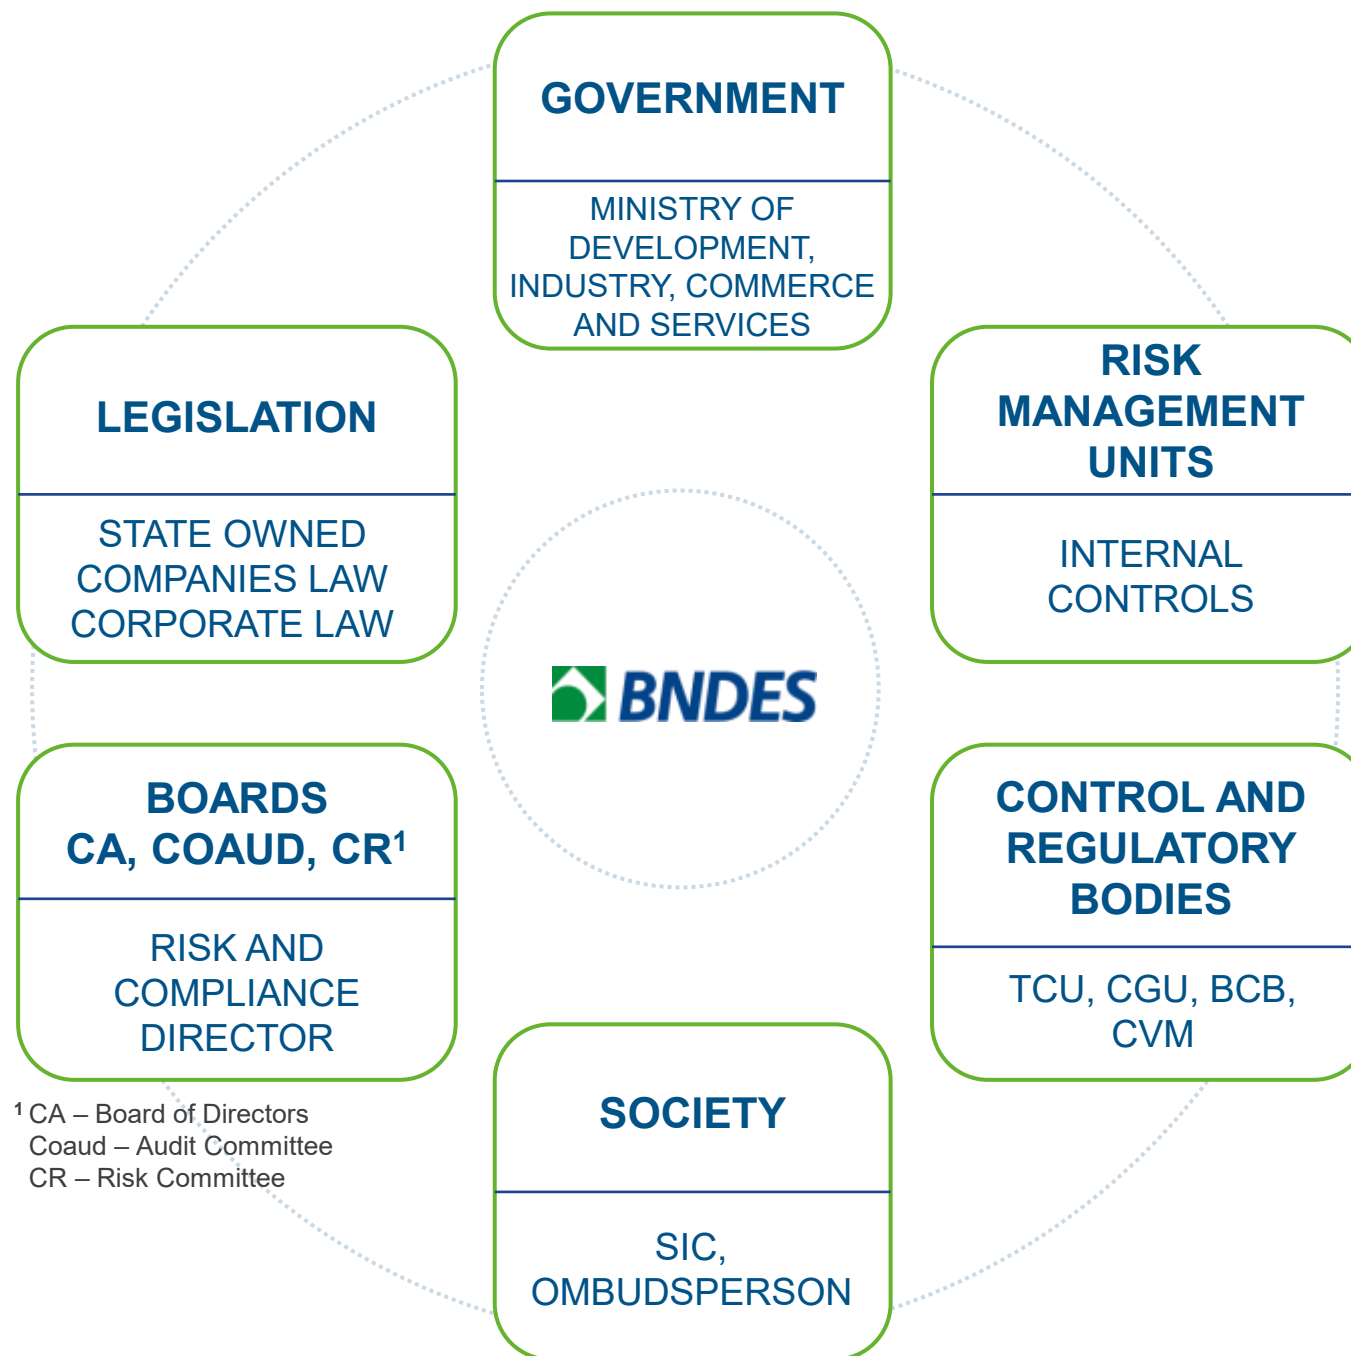 GOVERNMENT
MINISTRY OF
DEVELOPMENT,
INDUSTRY, COMMERCE
AND SERVICES
LEGISLATION
STATE OWNED
COMPANIES LAW
CORPORATE LAW
RISK
MANAGEMENT
UNITS
INTERNAL
CONTROLS
BNDES
BOARDS
CA, COAUD, CR¹
RISK AND
COMPLIANCE
DIRECTOR
CONTROL AND
REGULATORY
BODIES
TCU, CGU, BCB,
CVM
¹ CA – Board of Directors
Coaud – Audit Committee
CR – Risk Committee
SOCIETY
SIC,
OMBUDSPERSON